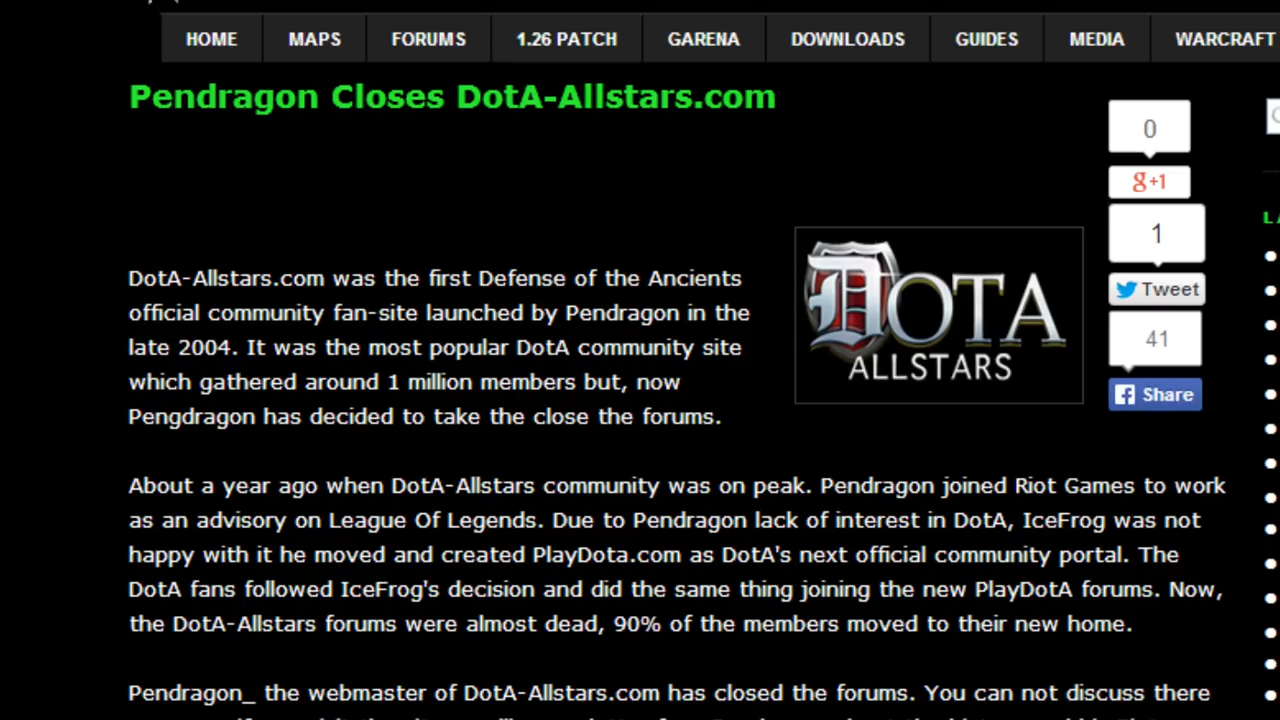 HOME MAPS FORUMS 1.26 PATCH GARENA DOWNLOADS GUIDES MEDIA WARCRAFT
Pendragon Closes DotA-Allstars.com
0
g+1
1
Tweet
41
Share
DOTA
ALLSTARS
DotA-Allstars.com was the first Defense of the Ancients
official community fan-site launched by Pendragon in the
late 2004. It was the most popular DotA community site
which gathered around 1 million members but, now
Pengdragon has decided to take the close the forums.
About a year ago when DotA-Allstars community was on peak. Pendragon joined Riot Games to work
as an advisory on League Of Legends. Due to Pendragon lack of interest in DotA, IceFrog was not
happy with it he moved and created PlayDota.com as DotA's next official community portal. The
DotA fans followed IceFrog's decision and did the same thing joining the new PlayDotA forums. Now,
the DotA-Allstars forums were almost dead, 90% of the members moved to their new home.
Pendragon_ the webmaster of DotA-Allstars.com has closed the forums. You can not discuss there